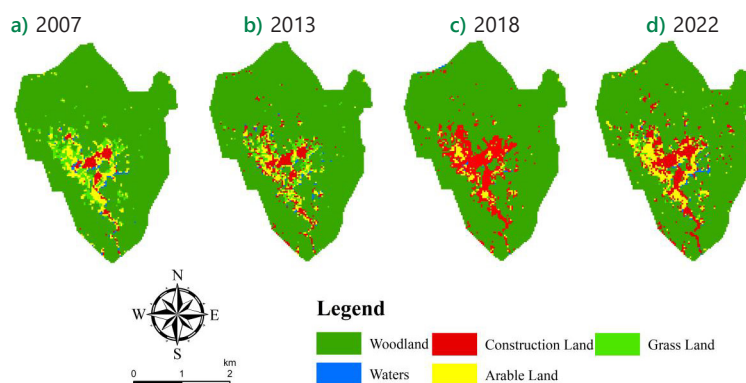 a) 2007
b) 2013
c) 2018
d) 2022
N
W E
S
km
0 1 2
Legend
Woodland Construction Land Grass Land
Waters Arable Land